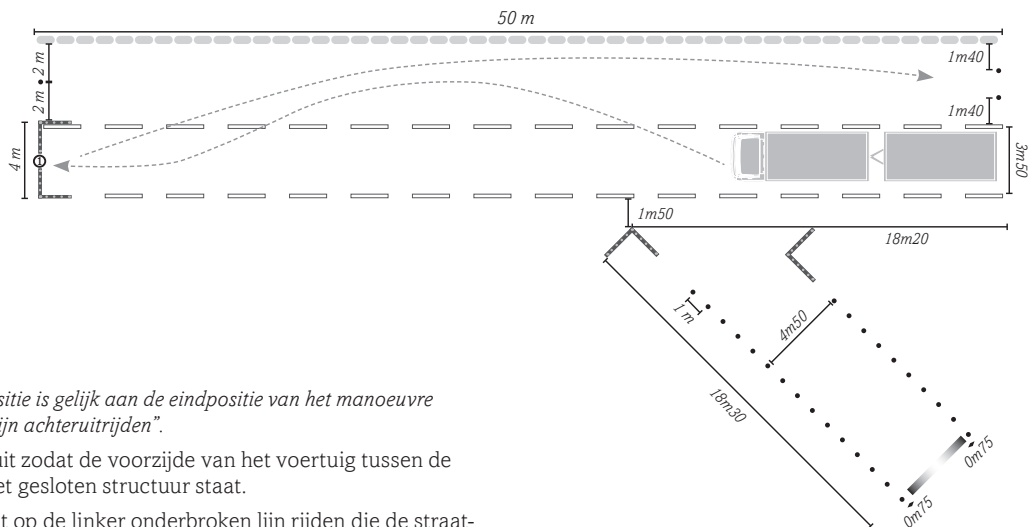 50 m
2 m
2 m
4 m
1
1m40
1m40
3m50
1m50
18m20
1 m
4m50
18m30
0m75
0m75
sitie is gelijk aan de eindpositie van het manoeuvre
ijn achteruitrijden”.
uit zodat de voorzijde van het voertuig tussen de
et gesloten structuur staat.
t op de linker onderbroken lijn rijden die de straat-